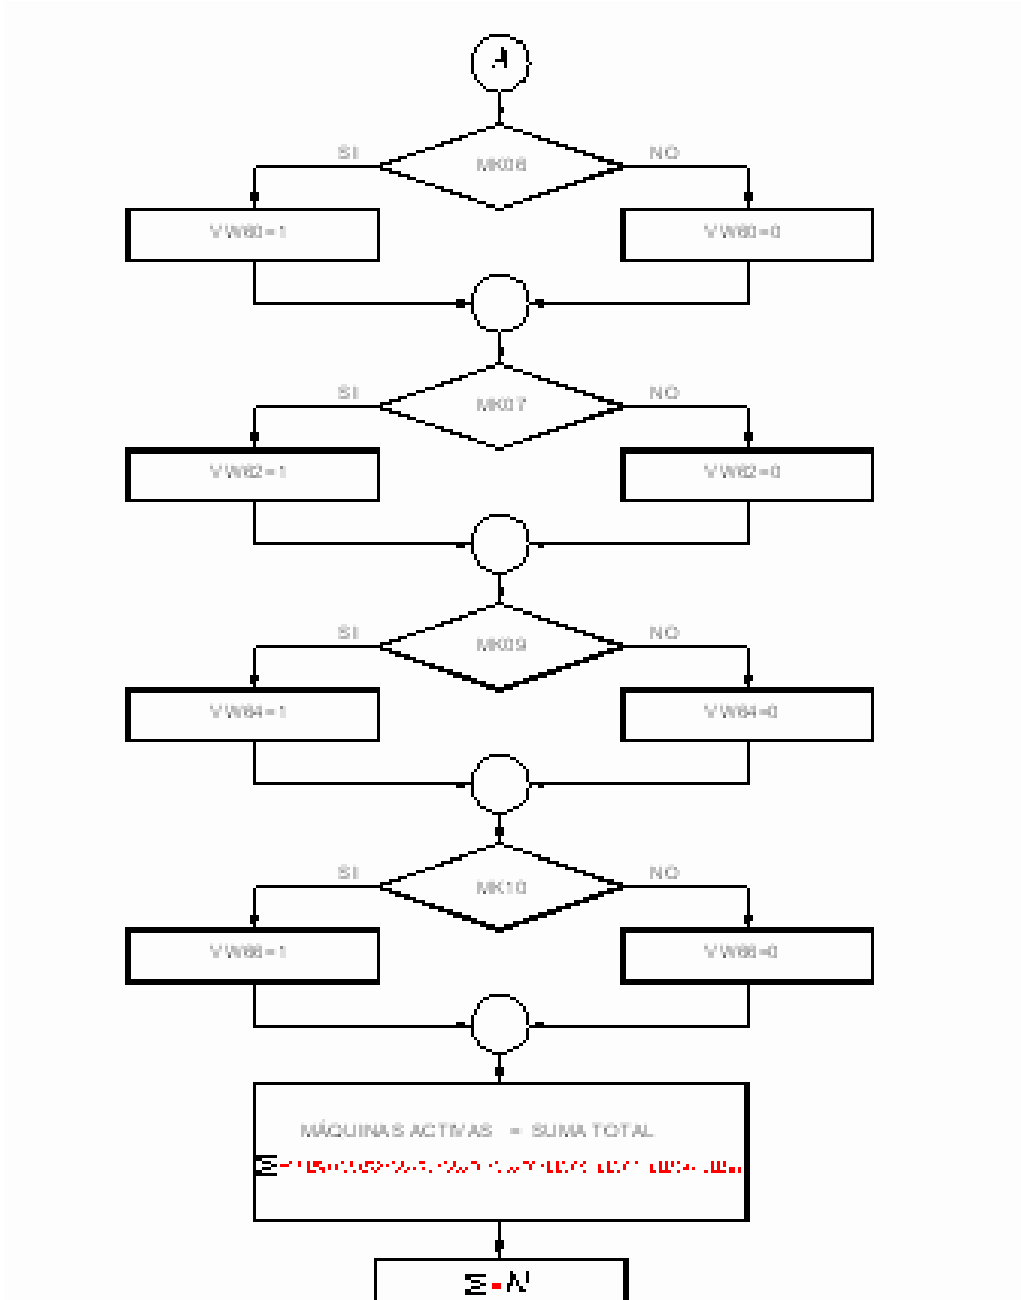 A
SI MK06 NO
VW60=1 VW60=0
SI MK07 NO
VW62=1 VW62=0
SI MK09 NO
VW64=1 VW64=0
SI MK10 NO
VW66=1 VW66=0
MÁQUINAS ACTIVAS = SUMA TOTAL
Σ=
Σ=N